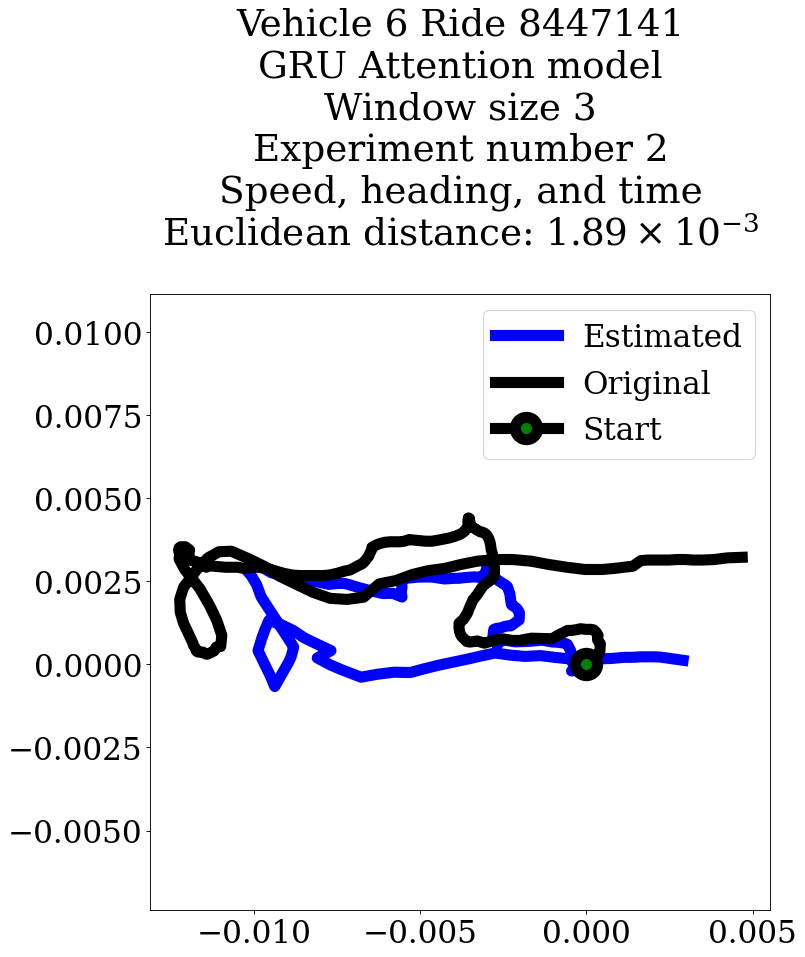 Vehicle 6 Ride 8447141
GRU Attention model
Window size 3
Experiment number 2
Speed, heading, and time
Euclidean distance: 1.89 × 10⁻³
Estimated
Original
Start
0.0100
0.0075
0.0050
0.0025
0.0000
−0.0025
−0.0050
−0.010 −0.005 0.000 0.005